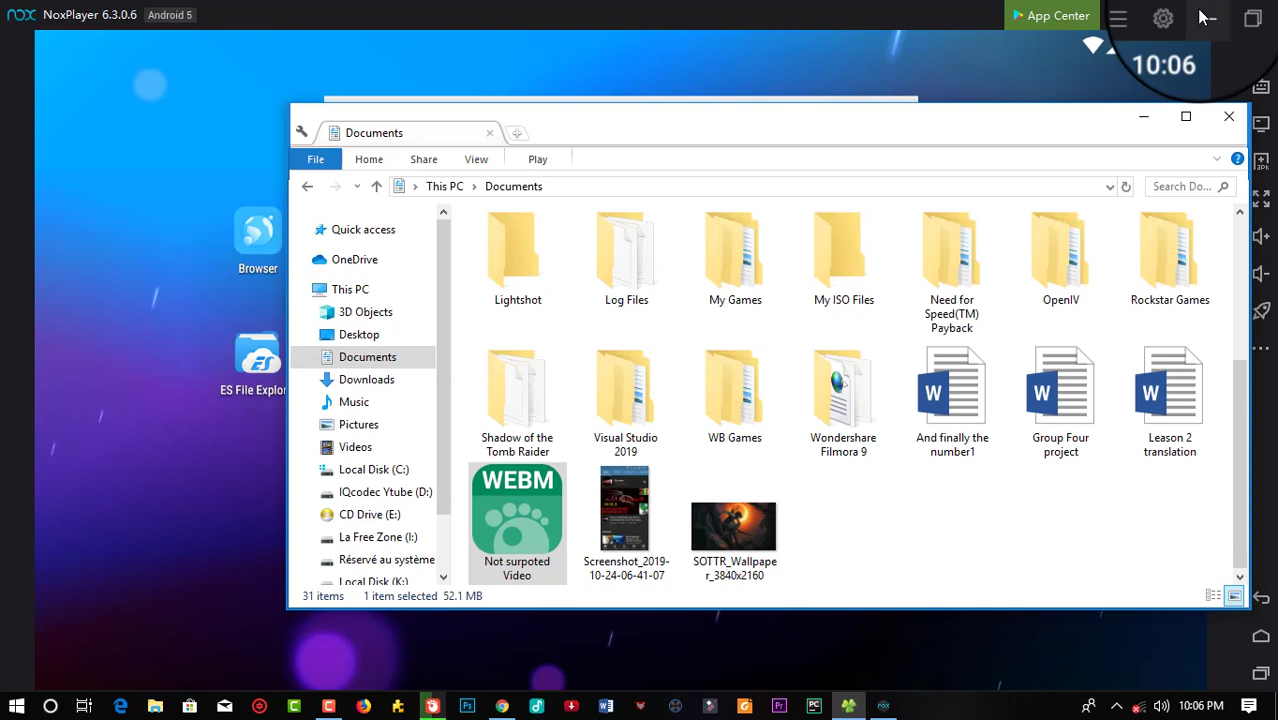 nox NoxPlayer 6.3.0.6 Android 5
App Center
10:06
Documents
File Home Share View Play
This PC Documents
Search Do...
Browser
ES File Explor
Quick access
OneDrive
This PC
3D Objects
Desktop
Documents
Downloads
Music
Pictures
Videos
Local Disk (C:)
IQcodec Ytube (D:)
CD Drive (E:)
La Free Zone (I:)
Réservé au système
Local Disk (K:)
Lightshot
Log Files
My Games
My ISO Files
Need for
Speed(TM)
Payback
OpenIV
Rockstar Games
Shadow of the
Tomb Raider
Visual Studio
2019
WB Games
Wondershare
Filmora 9
W
And finally the
number1
W
Group Four
project
W
Leason 2
translation
WEBM
Not surpoted
Video
Screenshot_2019-
10-24-06-41-07
SOTTR_Wallpape
r_3840x2160
31 items 1 item selected 52.1 MB
10:06 PM